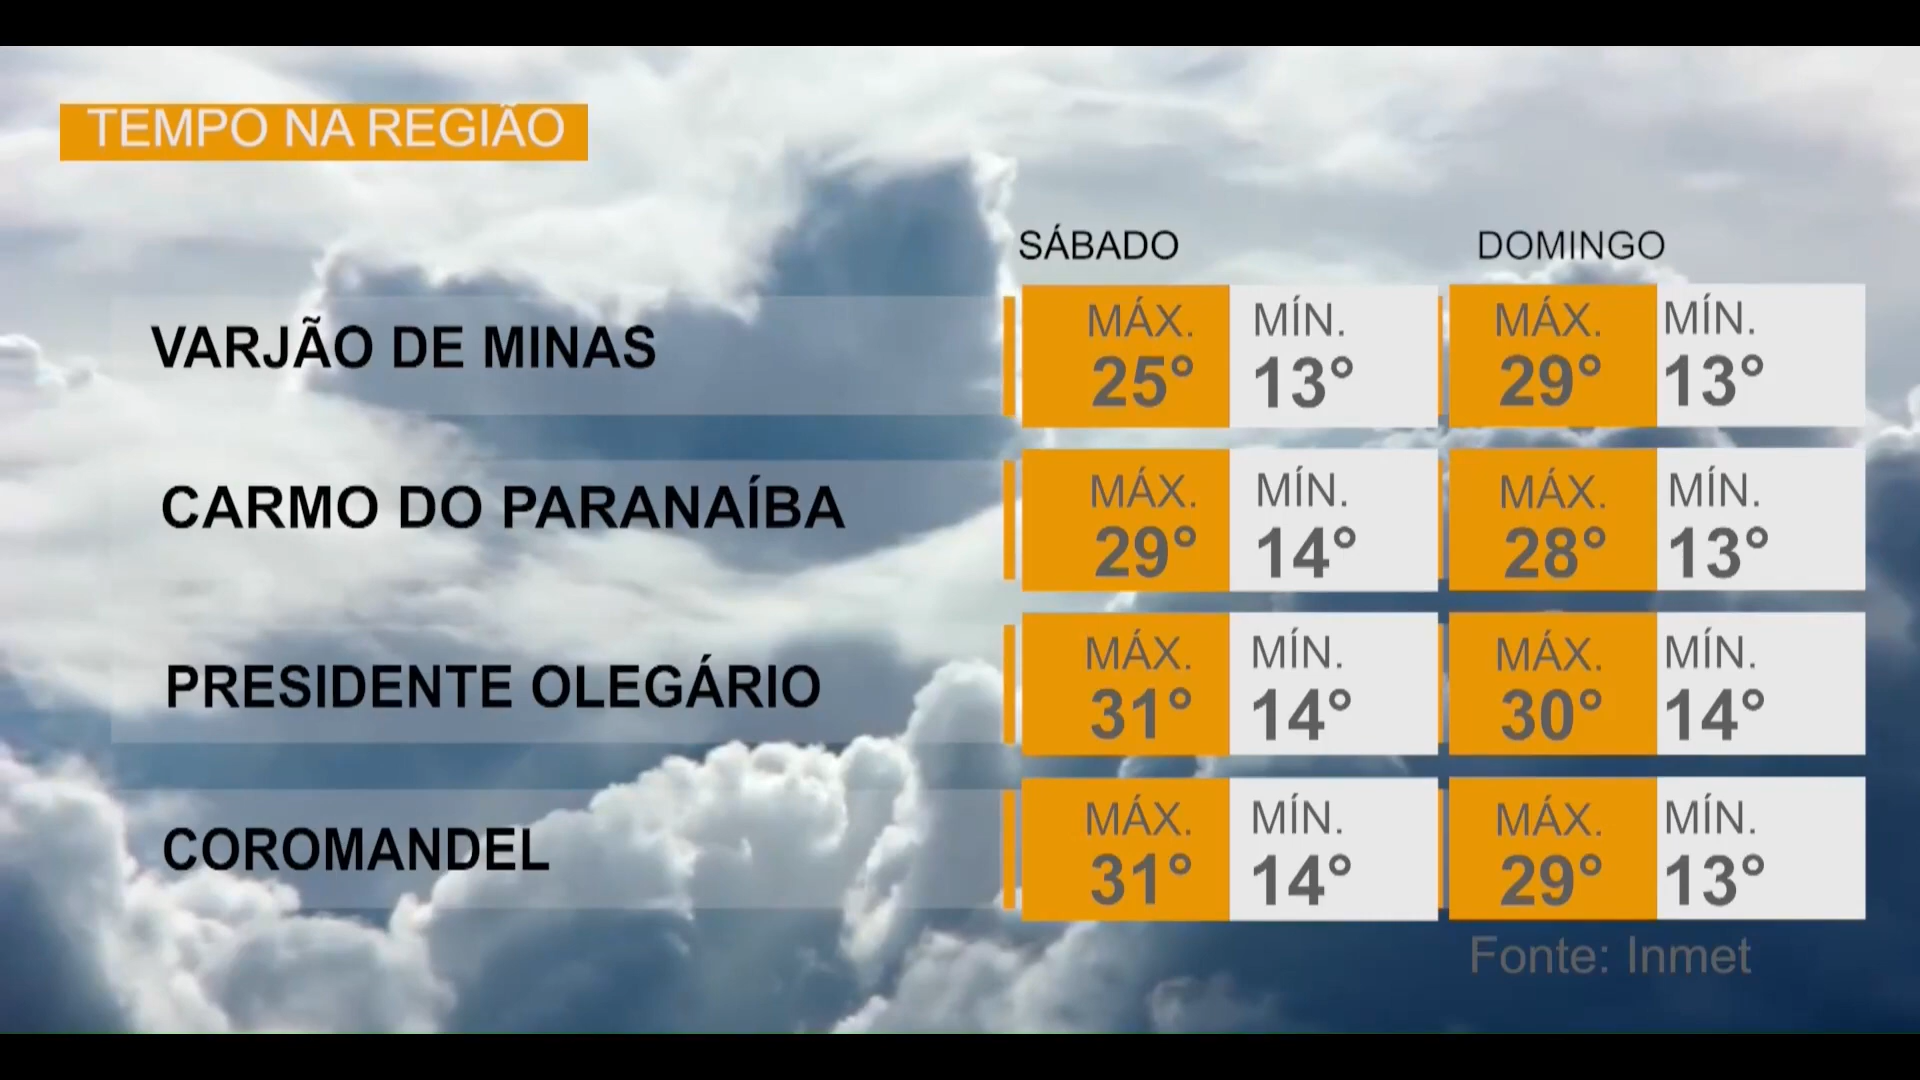 TEMPO NA REGIÃO
SÁBADO DOMINGO
VARJÃO DE MINAS
MÁX. MÍN. MÁX. MÍN.
25° 13° 29° 13°
CARMO DO PARANAÍBA
MÁX. MÍN. MÁX. MÍN.
29° 14° 28° 13°
PRESIDENTE OLEGÁRIO
MÁX. MÍN. MÁX. MÍN.
31° 14° 30° 14°
COROMANDEL
MÁX. MÍN. MÁX. MÍN.
31° 14° 29° 13°
Fonte: Inmet